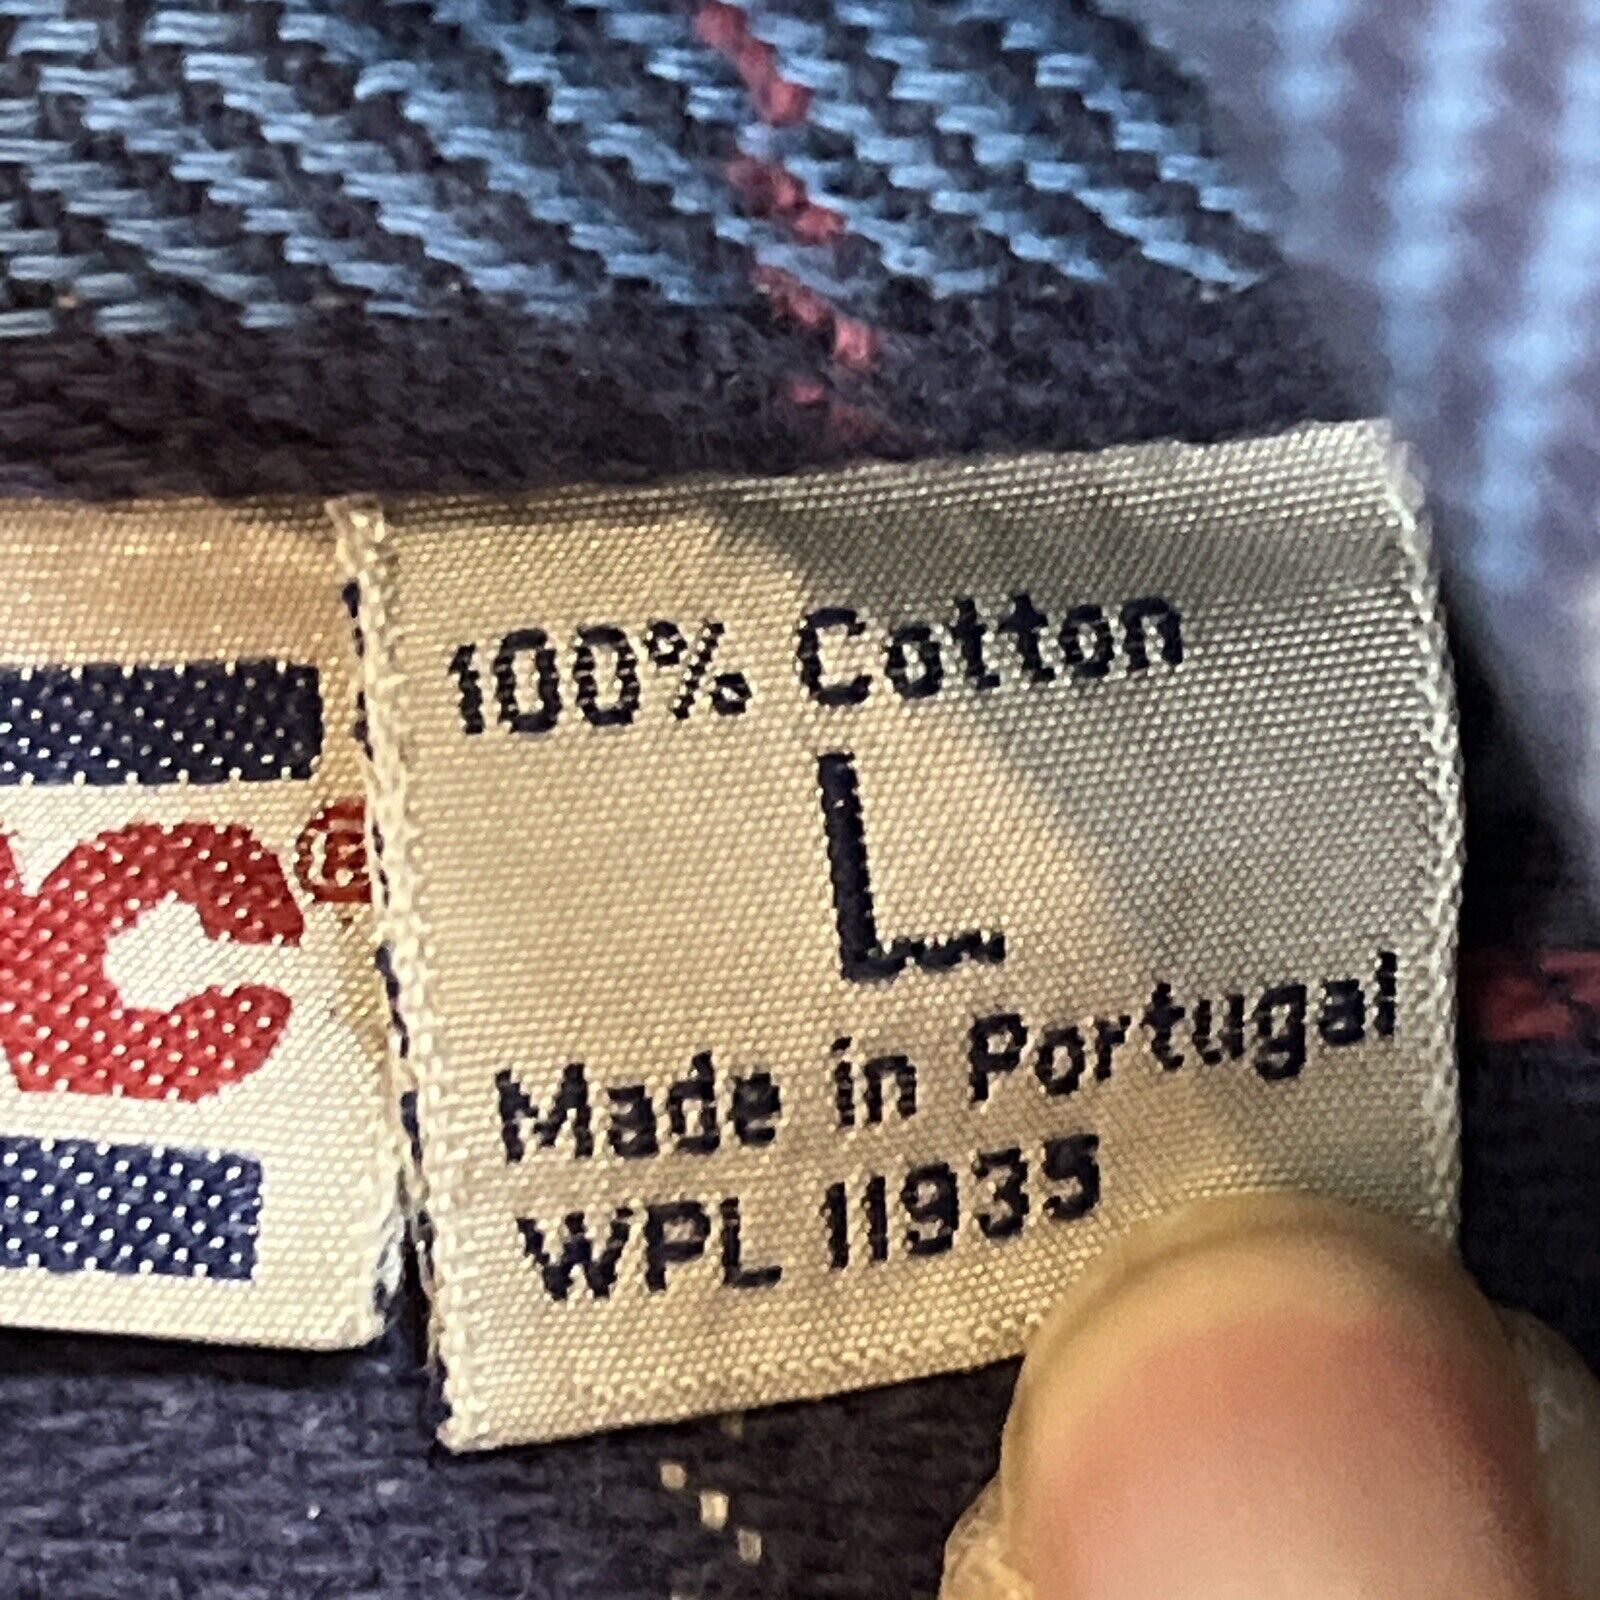 100% Cotton
L
Made in Portugal
WPL 11935
c®